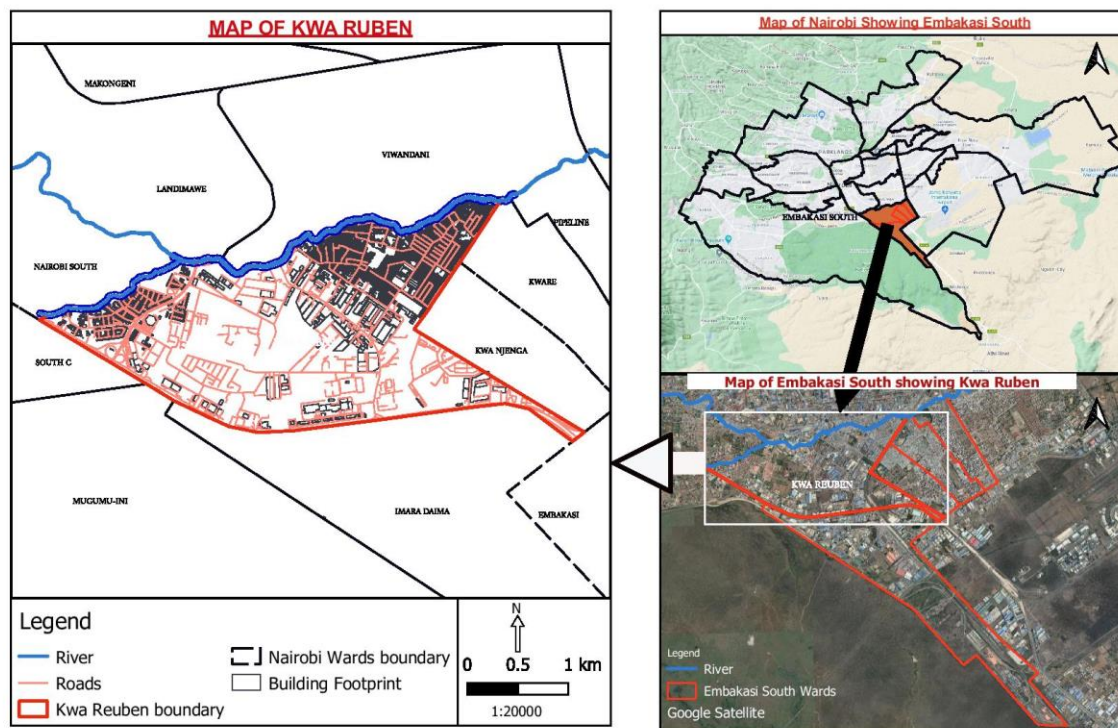 MAP OF KWA RUBEN
MAKONGENI
VIWANDANI
LANDIMAWE
PIPELINE
NAIROBI SOUTH
KWARE
SOUTH C
KWA NJENGA
MUGUMU-INI
IMARA DAIMA
EMBAKASI
Legend
River
Roads
Kwa Reuben boundary
Nairobi Wards boundary
Building Footprint
N
0 0.5 1 km
1:20000
Map of Nairobi Showing Embakasi South
PARKLANDS
EMBAKASI SOUTH
Map of Embakasi South showing Kwa Ruben
KWA REUBEN
Legend
River
Embakasi South Wards
Google Satellite